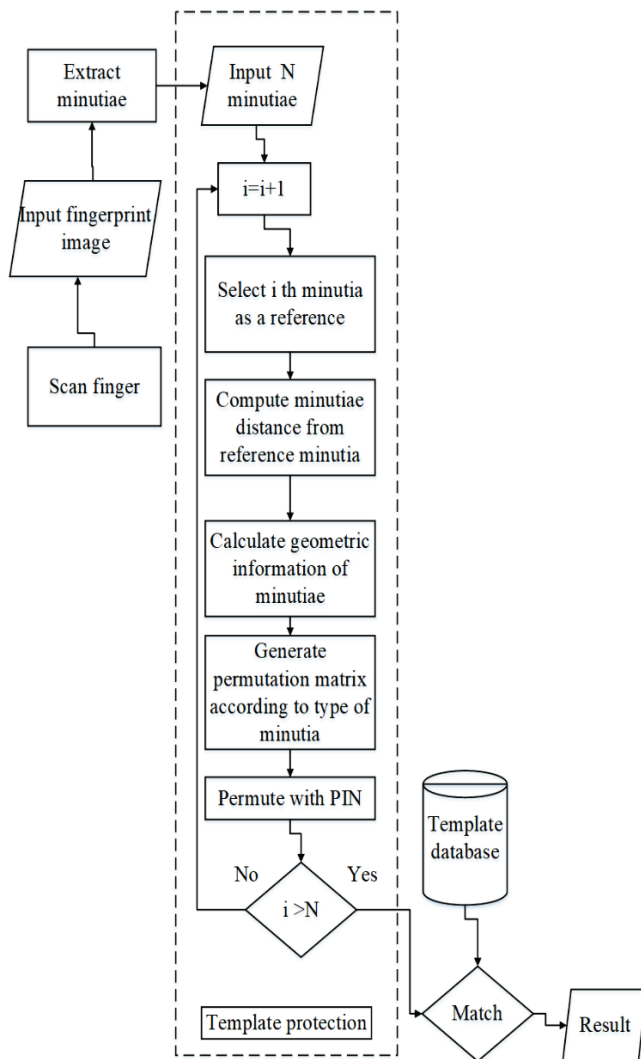 Extract
minutiae
Input N
minutiae
i=i+1
Input fingerprint
image
Scan finger
Select i th minutia
as a reference
Compute minutiae
distance from
reference minutia
Calculate geometric
information of
minutiae
Generate
permutation matrix
according to type of
minutia
Permute with PIN
No
Yes
i >N
Template
database
Match
Result
Template protection